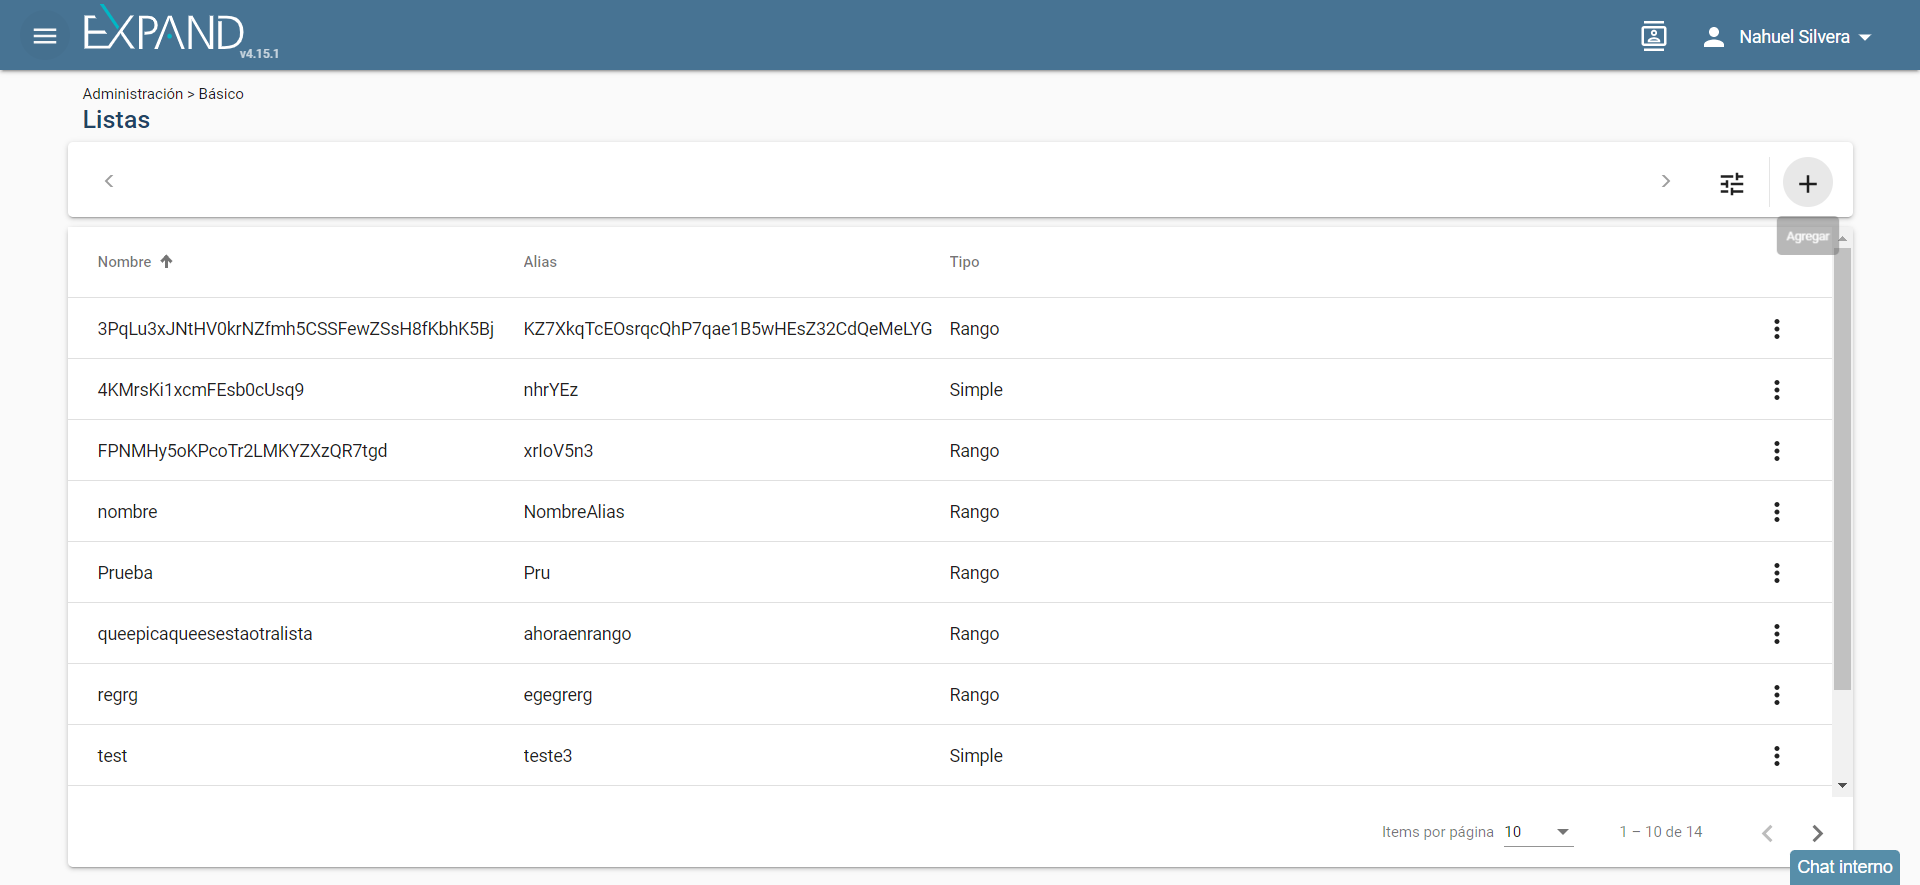 EXPAND v4.15.1
Nahuel Silvera
Administración > Básico
Listas
Agregar
Nombre Alias Tipo
3PqLu3xJNtHV0krNZfmh5CSSFewZSsH8fKbhK5Bj KZ7XkqTcEOsrqcQhP7qae1B5wHEsZ32CdQeMeLYG Rango
4KMrsKi1xcmFEsb0cUsq9 nhrYEz Simple
FPNMHy5oKPcoTr2LMKYZXzQR7tgd xrIoV5n3 Rango
nombre NombreAlias Rango
Prueba Pru Rango
queepicaqueesestaotralista ahoraenrango Rango
regrg egegrerg Rango
test teste3 Simple
Items por página 10 1 – 10 de 14
Chat interno